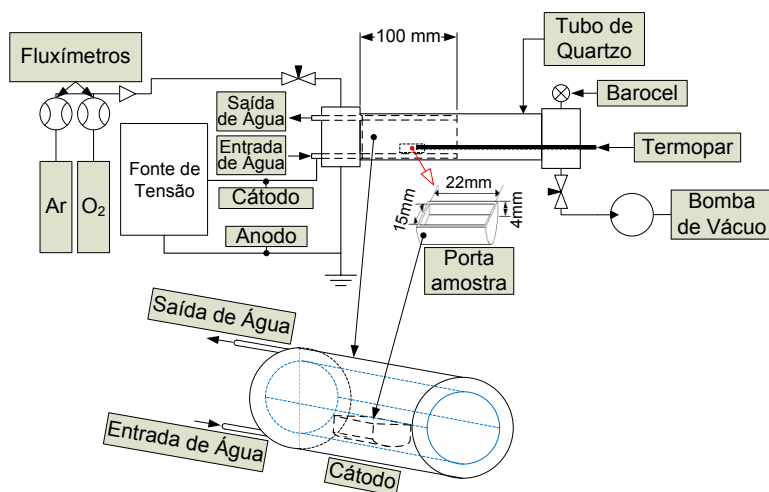 100 mm
Tubo de
Quartzo
Fluxímetros
Barocel
Saída
de Água
Entrada
de Água
Termopar
Fonte de
Tensão
Cátodo
Ar
O₂
22mm
15mm
4mm
Bomba
de Vácuo
Anodo
Porta
amostra
Saída de Água
Entrada de Água
Cátodo